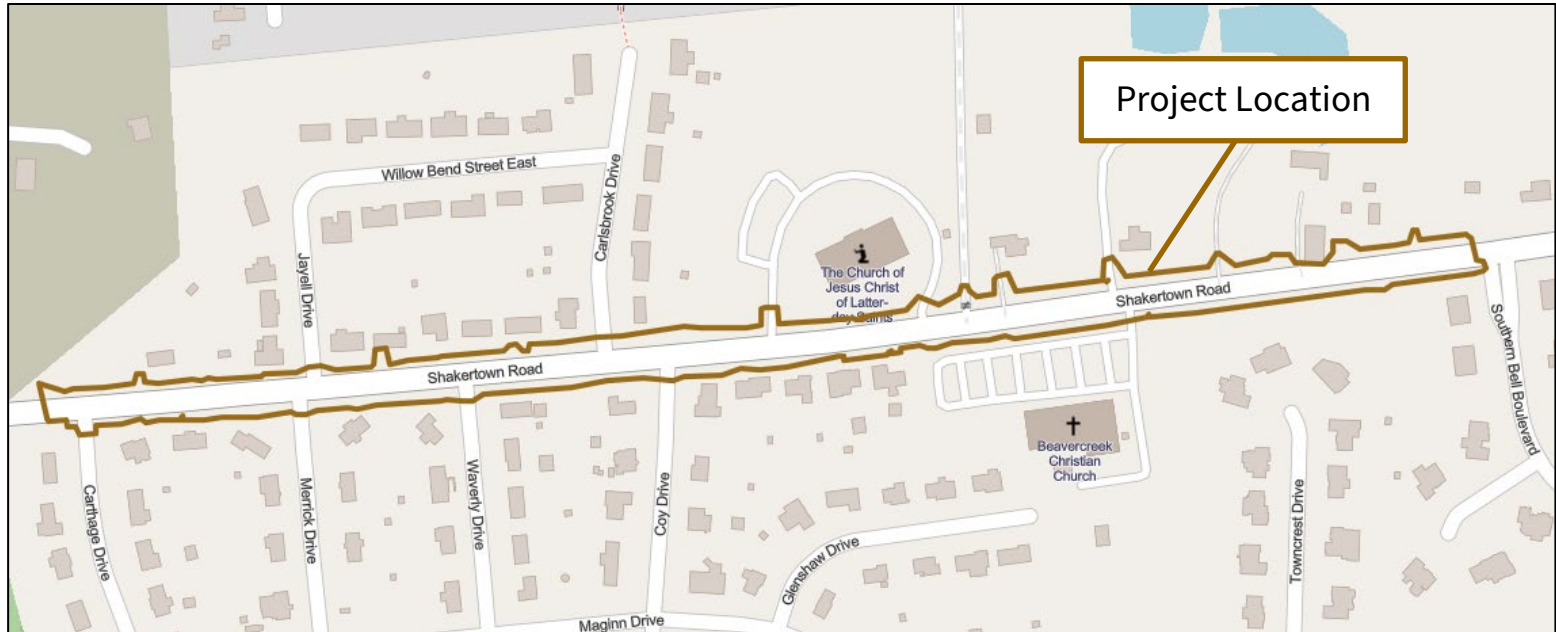 Project Location
Willow Bend Street East
Carlsbrook Drive
Jayell Drive
The Church of
Jesus Christ
of Latter-
day Saints
Shakertown Road
Shakertown Road
Southern Bell Boulevard
Beavercreek
Christian
Church
Carthage Drive
Merrick Drive
Waverly Drive
Coy Drive
Glenshaw Drive
Towncrest Drive
Maginn Drive